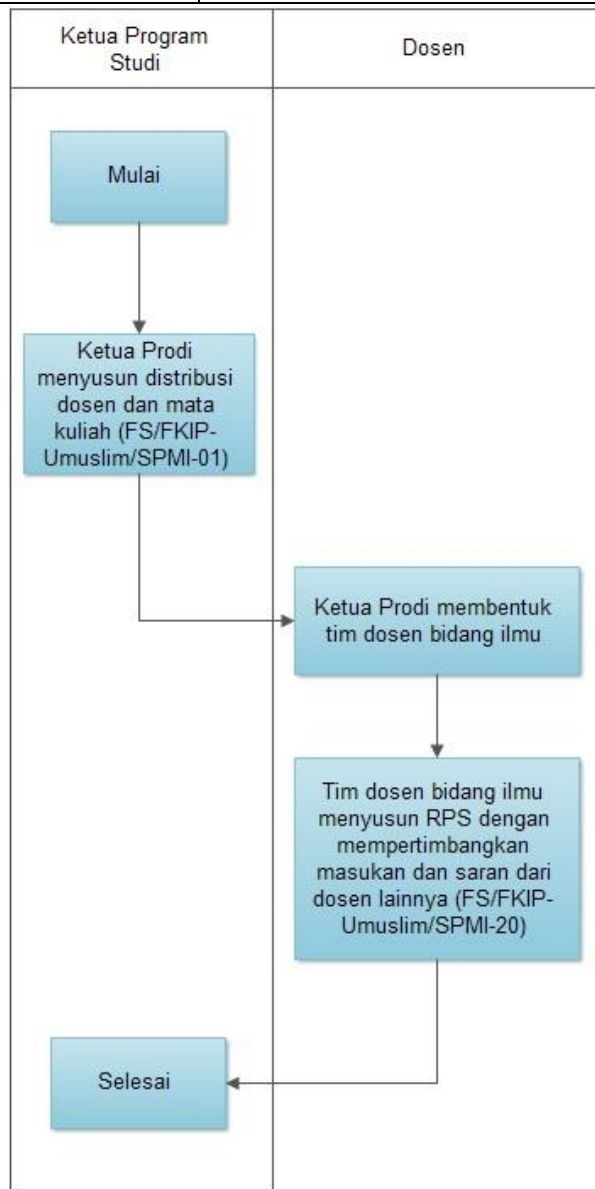 Ketua Program
Studi
Dosen
Mulai
Ketua Prodi
menyusun distribusi
dosen dan mata
kuliah (FS/FKIP-
Umuslim/SPMI-01)
Ketua Prodi membentuk
tim dosen bidang ilmu
Tim dosen bidang ilmu
menyusun RPS dengan
mempertimbangkan
masukan dan saran dari
dosen lainnya (FS/FKIP-
Umuslim/SPMI-20)
Selesai